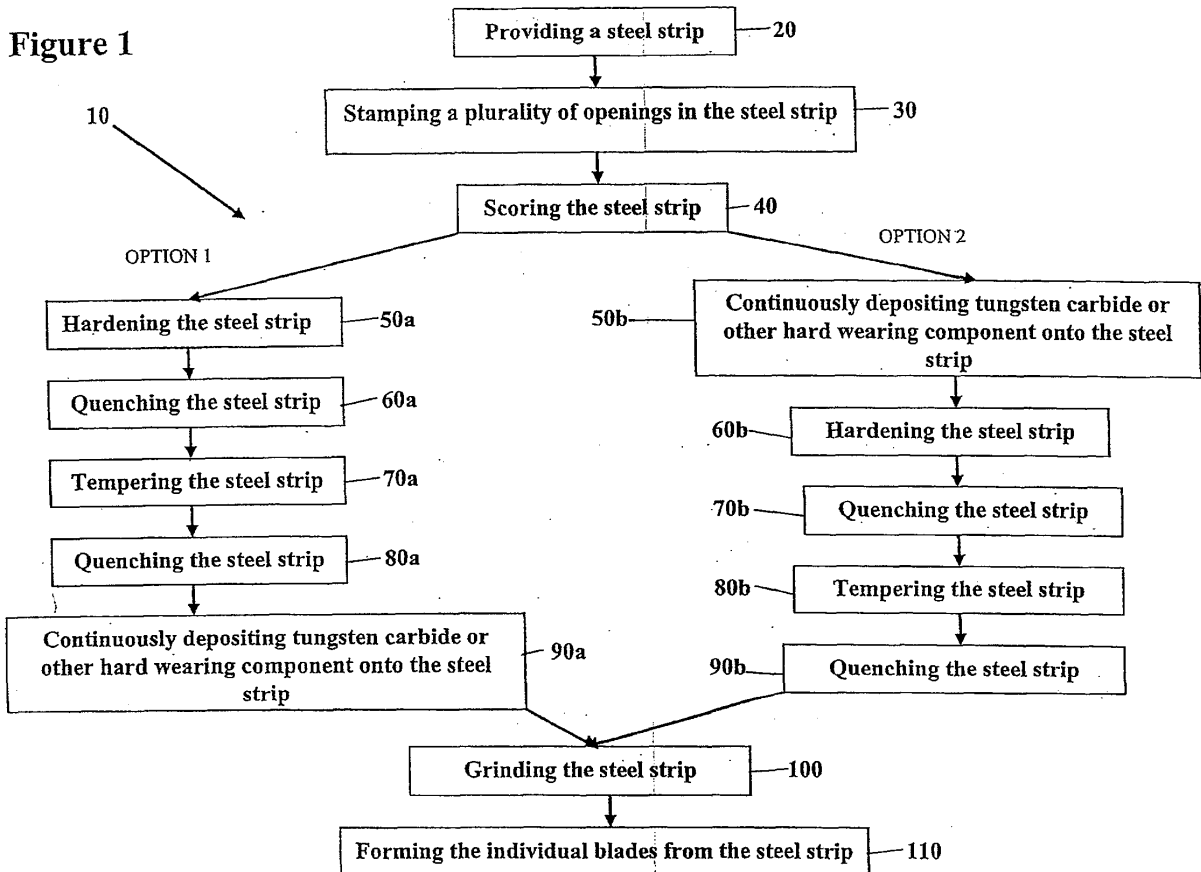 Figure 1
Providing a steel strip
20
Stamping a plurality of openings in the steel strip
30
10
Scoring the steel strip
40
OPTION 1
OPTION 2
Hardening the steel strip
50a
Quenching the steel strip
60a
Tempering the steel strip
70a
Quenching the steel strip
80a
Continuously depositing tungsten carbide or
other hard wearing component onto the steel
strip
90a
50b
Continuously depositing tungsten carbide or
other hard wearing component onto the steel
strip
60b
Hardening the steel strip
70b
Quenching the steel strip
80b
Tempering the steel strip
90b
Quenching the steel strip
Grinding the steel strip
100
Forming the individual blades from the steel strip
110